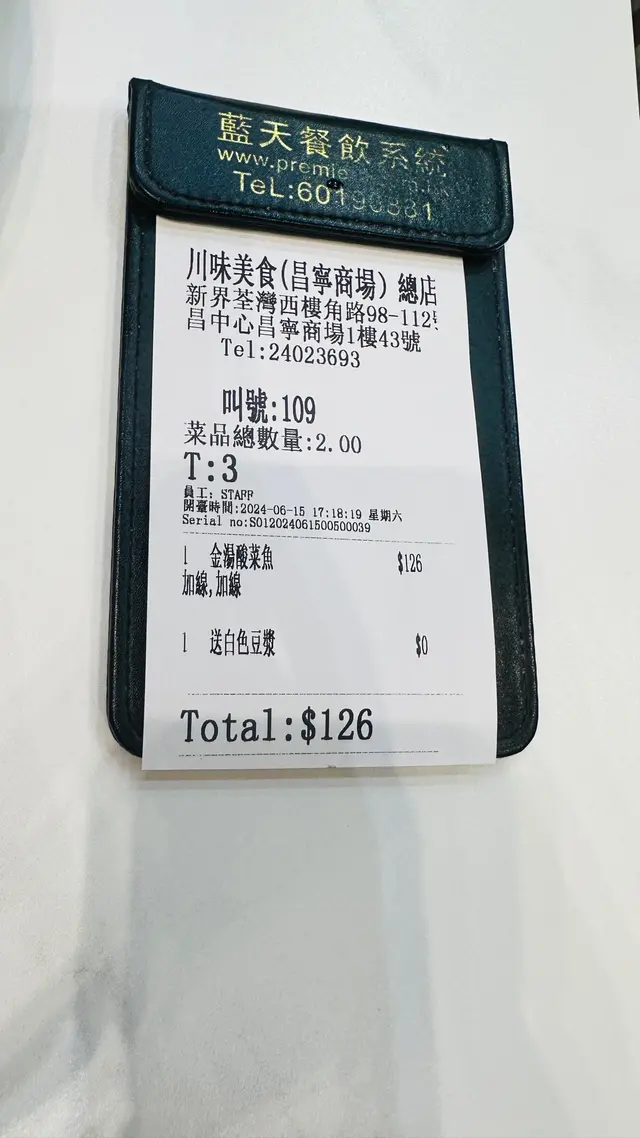 藍天餐飲系統
www.premie
TeL:60190881
川味美食(昌寧商場) 總店
新界荃灣西樓角路98-112
昌中心昌寧商場1樓43號
Tel:24023693
叫號:109
菜品總數量:2.00
T:3
員工: STAFF
開臺時間:2024-06-15 17:18:19 星期六
Serial no:S012024061500500039
1 金湯酸菜魚 $126
加線,加線
1 送白色豆漿 $0
Total:$126